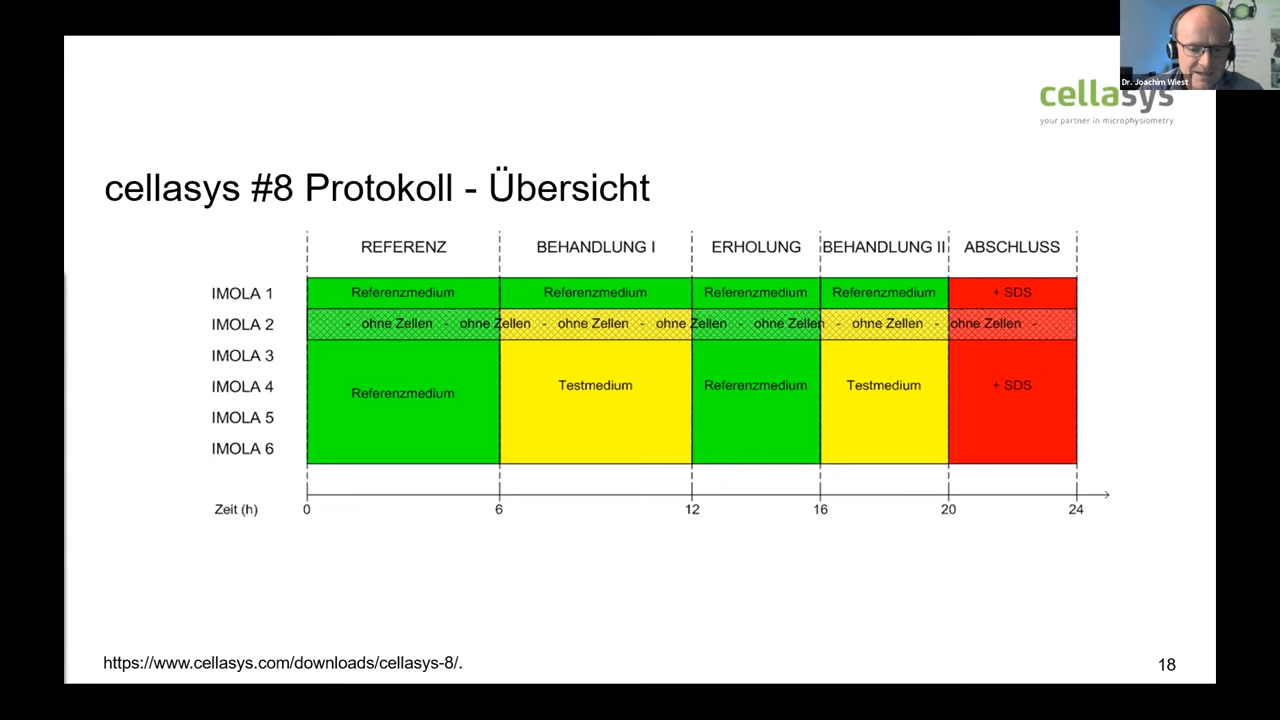 Dr. Joachim Wiest
cellasys
your partner in microphysiometry
cellasys #8 Protokoll - Übersicht
REFERENZ BEHANDLUNG I ERHOLUNG BEHANDLUNG II ABSCHLUSS
IMOLA 1 Referenzmedium Referenzmedium Referenzmedium Referenzmedium + SDS
IMOLA 2 - ohne Zellen - ohne Zellen - ohne Zellen - ohne Zellen - ohne Zellen - ohne Zellen - ohne Zellen -
IMOLA 3
IMOLA 4 Referenzmedium Testmedium Referenzmedium Testmedium + SDS
IMOLA 5
IMOLA 6
Zeit (h) 0 6 12 16 20 24
https://www.cellasys.com/downloads/cellasys-8/.
18